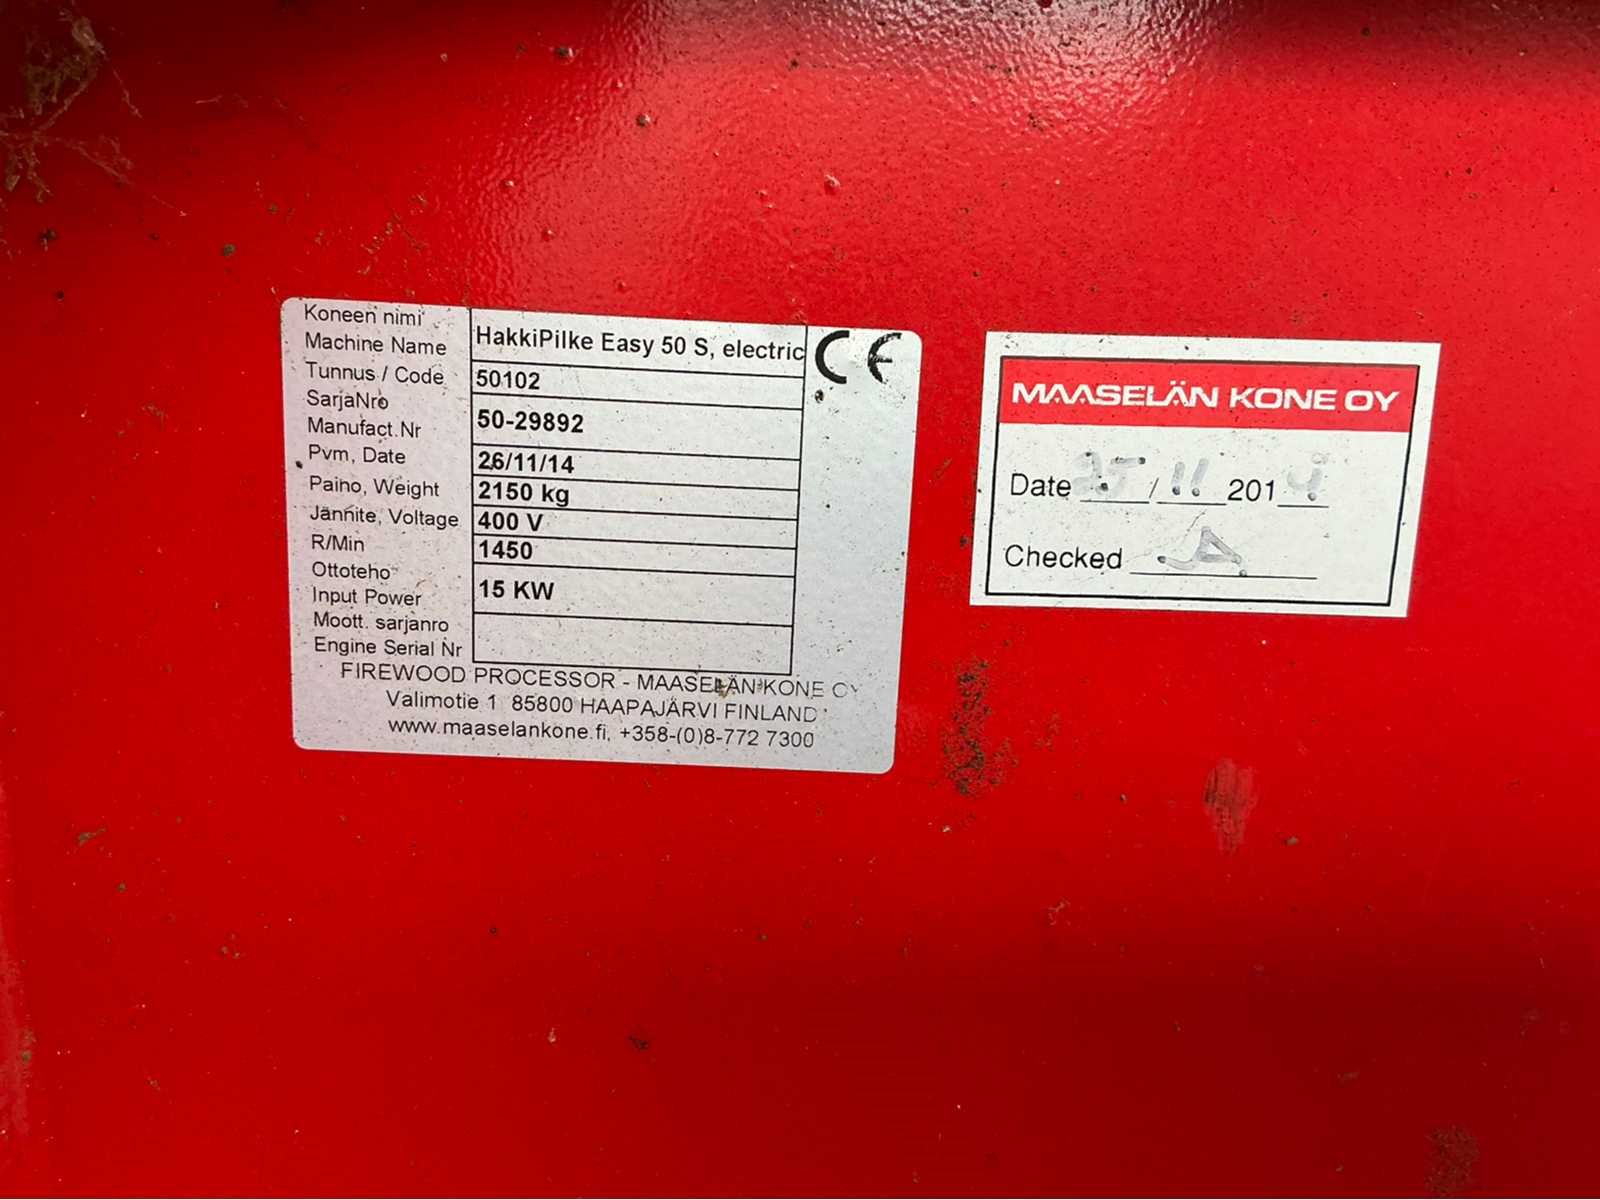 Koneen nimi
Machine Name HakkiPilke Easy 50 S, electric CE
Tunnus / Code 50102
SarjaNro
Manufact.Nr 50-29892
Pvm, Date 26/11/14
Paino, Weight 2150 kg
Jännite, Voltage 400 V
R/Min 1450
Ottoteho
Input Power 15 KW
Moott. sarjanro
Engine Serial Nr
FIREWOOD PROCESSOR - MAASELÄN KONE OY
Valimotie 1 85800 HAAPAJÄRVI FINLAND
www.maaselankone.fi, +358-(0)8-772 7300
MAASELÄN KONE OY
Date 25/11 2014
Checked